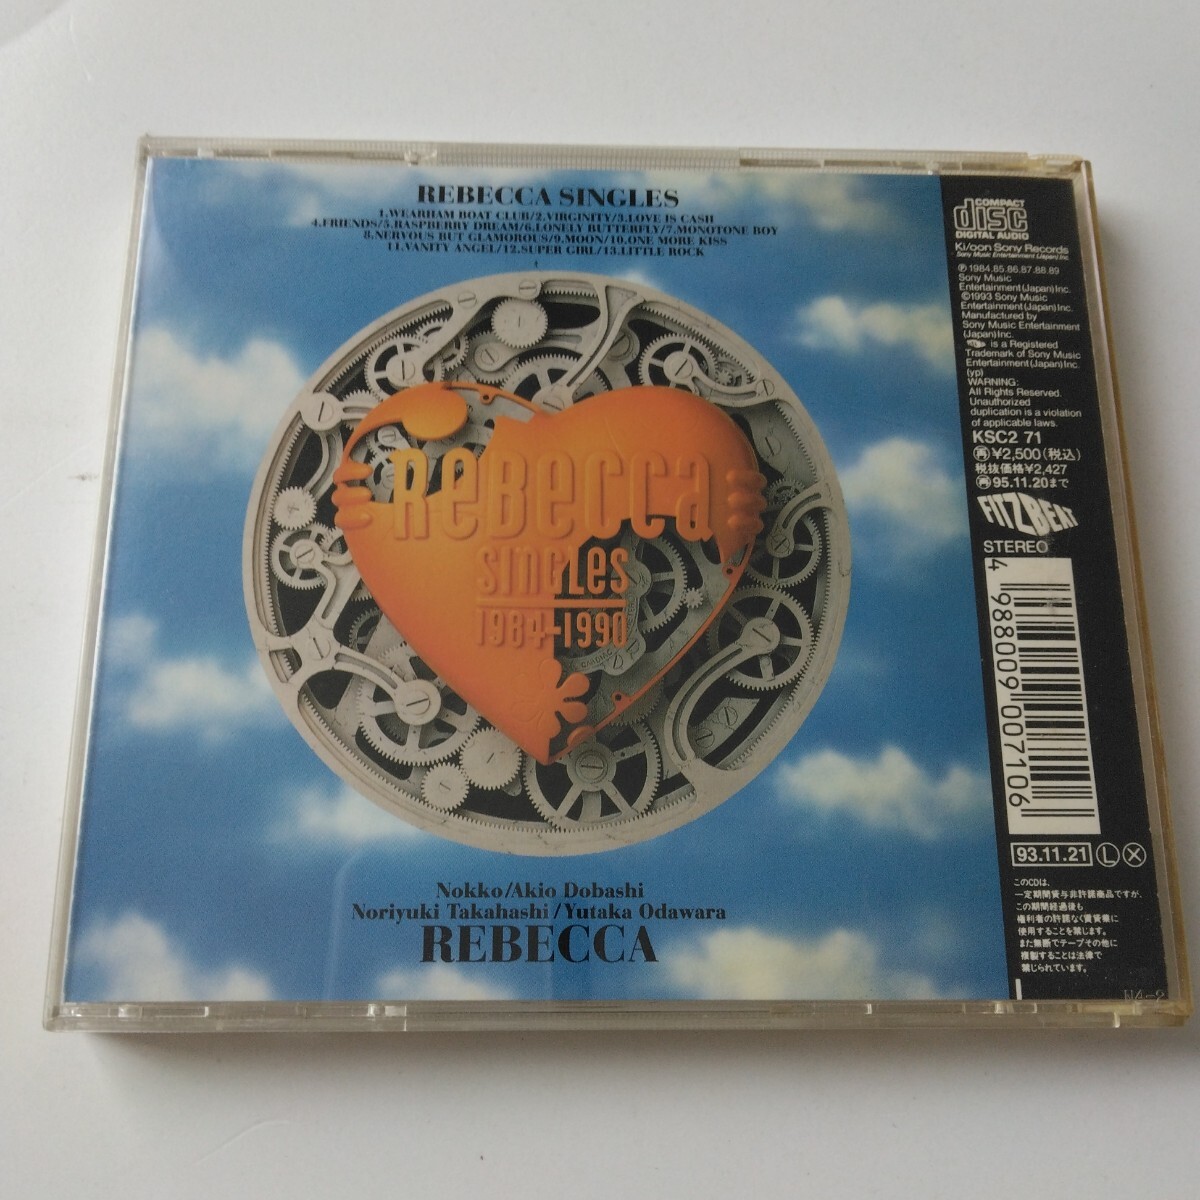 REBECCA SINGLES
1.WEARHAM BOAT CLUB/2.VIRGINITY/3.LOVE IS CASH
4.FRIENDS/5.RASPBERRY DREAM/6.LONELY BUTTERFLY/7.MONOTONE BOY
8.NERVOUS BUT GLAMOROUS/9.MOON/10.ONE MORE KISS
11.VANITY ANGEL/12.SUPER GIRL/13.LITTLE ROCK
ReBecca
SINGLeS
1984-1990
Nokko/Akio Dobashi
Noriyuki Takahashi/Yutaka Odawara
REBECCA
COMPACT
disc
DIGITAL AUDIO
Ki/oon Sony Records
Sony Music Entertainment (Japan) Inc.
Ⓟ1984.85.86.87.88.89
Sony Music
Entertainment(Japan)Inc.
©1993 Sony Music
Entertainment(Japan)Inc.
Manufactured by
Sony Music Entertainment
(Japan)Inc.
is a Registered
Trademark of Sony Music
Entertainment(Japan)Inc.
(yp)
WARNING:
All Rights Reserved.
Unauthorized
duplication is a violation
of applicable laws.
KSC2 71
再¥2,500(税込)
税抜価格¥2,427
再95.11.20まで
FITZBEAT
STEREO
4 988009 007106
93.11.21 Ⓛ Ⓧ
このCDは、
一定期間貸与非許諾商品ですが、
この期間経過後も
権利者の許諾なく賃貸業に
使用することを禁じます。
また無断でテープその他に
複製することは法律で
禁じられています。